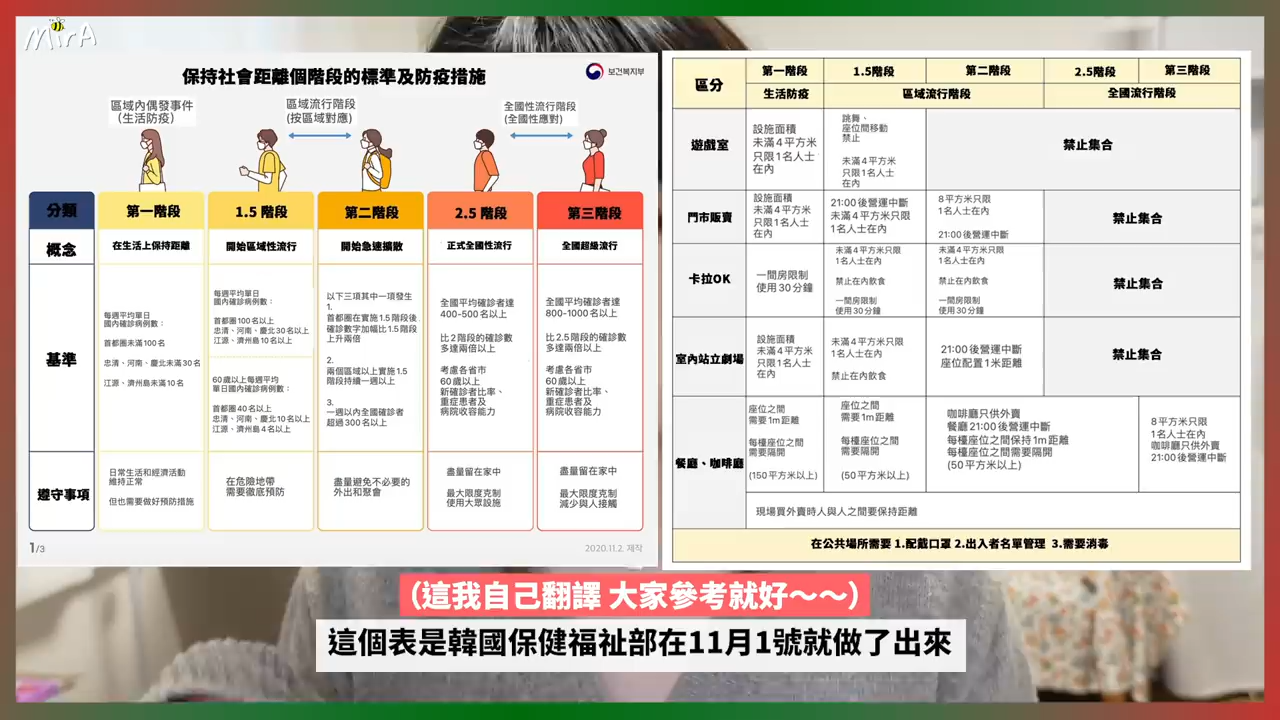 MirA
保持社會距離個階段的標準及防疫措施
보건복지부
區域內偶發事件
(生活防疫)
區域流行階段
(按區域對應)
全國性流行階段
(全國性應對)
分類
第一階段
1.5 階段
第二階段
2.5 階段
第三階段
概念
在生活上保持距離
開始區域性流行
開始急速擴散
正式全國性流行
全國超級流行
基準
每週平均單日
國內確診病例數：
首都圈未滿100名
忠清、河南、慶北未滿30名
江源、濟州島未滿10名
每週平均單日
國內確診病例數：
首都圈100名以上
忠清、河南、慶北30名以上
江源、濟州島10名以上
60歲以上每週平均
單日國內確診病例數：
首都圈40名以上
忠清、河南、慶北10名以上
江源、濟州島4名以上
以下三項其中一項發生
1.
首都圈在實施1.5階段後
確診數字加幅比1.5階段
上升兩倍
2.
兩個區域以上實施1.5
階段持續一週以上
3.
一週以內全國確診者
超過300名以上
全國平均確診者達
400-500名以上
比2階段的確診數
多達兩倍以上
考慮各省市
60歲以上
新確診者比率、
重症患者及
病院收容能力
全國平均確診者達
800-1000名以上
比2.5階段的確診數
多達兩倍以上
考慮各省市
60歲以上
新確診者比率、
重症患者及
病院收容能力
遵守事項
日常生活和經濟活動
維持正常
但也需要做好預防措施
在危險地帶
需要徹底預防
盡量避免不必要的
外出和聚會
盡量留在家中
最大限度克制
使用大眾設施
盡量留在家中
最大限度克制
減少與人接觸
1/3
2020.11.2. 제작
區分
第一階段
1.5階段
第二階段
2.5階段
第三階段
生活防疫
區域流行階段
全國流行階段
遊戲室
設施面積
未滿4平方米
只限1名人士
在內
跳舞、
座位間移動
禁止
未滿4平方米
只限1名人士
在內
禁止集合
門市販賣
設施面積
未滿4平方米
只限1名人士
在內
21:00後營運中斷
未滿4平方米只限
1名人士在內
8平方米只限
1名人士在內
21:00後營運中斷
禁止集合
卡拉OK
一間房限制
使用30分鐘
未滿4平方米只限
1名人士在內
禁止在內飲食
一間房限制
使用30分鐘
未滿4平方米只限
1名人士在內
禁止在內飲食
一間房限制
使用30分鐘
禁止集合
室內站立劇場
設施面積
未滿4平方米
只限1名人士
在內
未滿4平方米只限
1名人士在內
禁止在內飲食
21:00後營運中斷
座位配置1米距離
禁止集合
餐廳、咖啡廳
座位之間
需要1m距離
每檯座位之間
需要隔開
(150平方米以上)
座位之間
需要1m距離
每檯座位之間
需要隔開
(50平方米以上)
咖啡廳只供外賣
餐廳21:00後營運中斷
每檯座位之間保持1m距離
每檯座位之間需要隔開
(50平方米以上)
8平方米只限
1名人士在內
咖啡廳只供外賣
21:00後營運中斷
現場買外賣時人與人之間要保持距離
在公共場所需要 1.配戴口罩 2.出入者名單管理 3.需要消毒
(這我自己翻譯 大家參考就好～～)
這個表是韓國保健福祉部在11月1號就做了出來